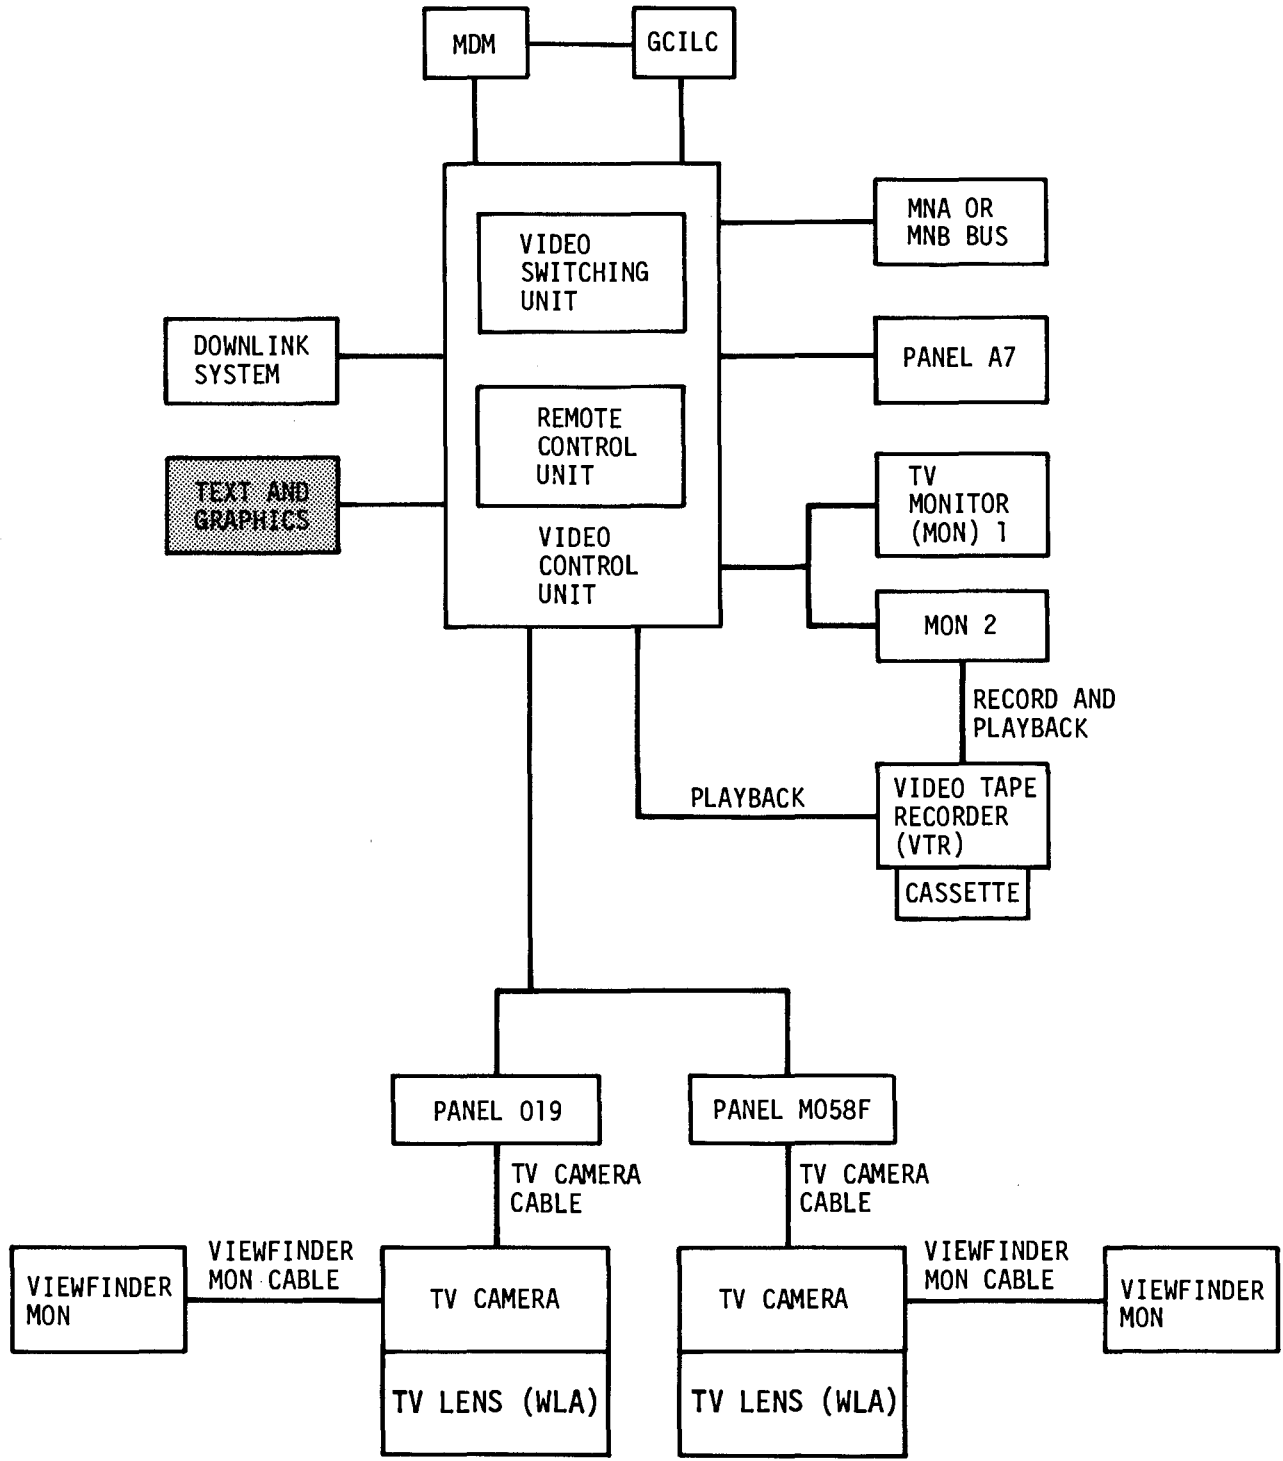 MDM
GCILC
VIDEO
SWITCHING
UNIT
MNA OR
MNB BUS
DOWNLINK
SYSTEM
PANEL A7
REMOTE
CONTROL
UNIT
TEXT AND
GRAPHICS
TV
MONITOR
(MON) 1
VIDEO
CONTROL
UNIT
MON 2
RECORD AND
PLAYBACK
PLAYBACK
VIDEO TAPE
RECORDER
(VTR)
CASSETTE
PANEL O19
PANEL MO58F
TV CAMERA
CABLE
TV CAMERA
CABLE
VIEWFINDER
MON
VIEWFINDER
MON CABLE
TV CAMERA
TV LENS (WLA)
TV CAMERA
TV LENS (WLA)
VIEWFINDER
MON CABLE
VIEWFINDER
MON